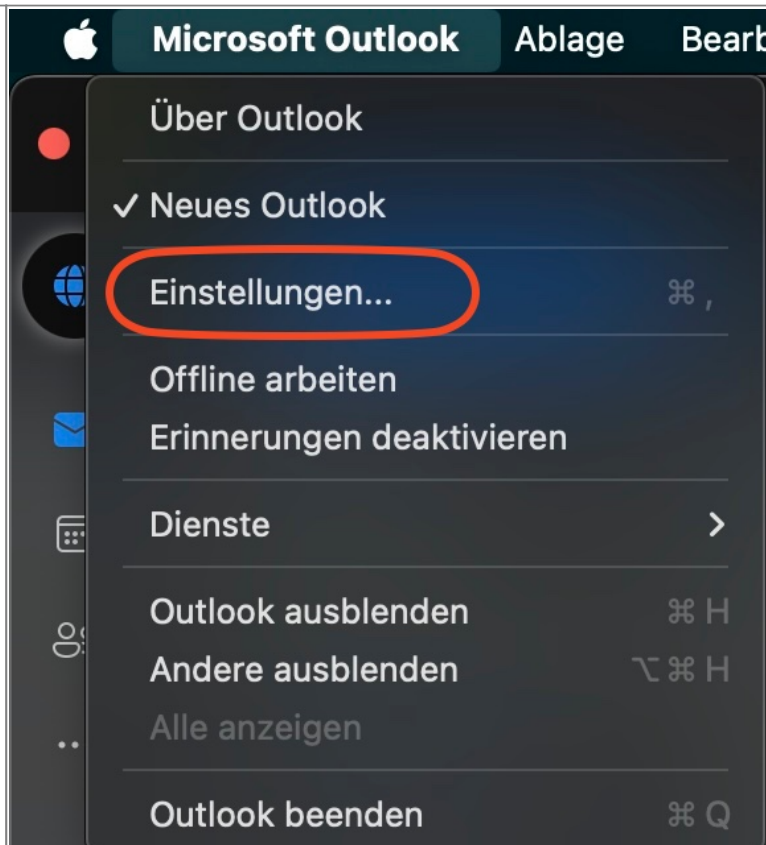 Microsoft Outlook Ablage Bearb
Über Outlook
✓ Neues Outlook
Einstellungen... ⌘ ,
Offline arbeiten
Erinnerungen deaktivieren
Dienste
Outlook ausblenden ⌘ H
Andere ausblenden ⌥ ⌘ H
Alle anzeigen
Outlook beenden ⌘ Q